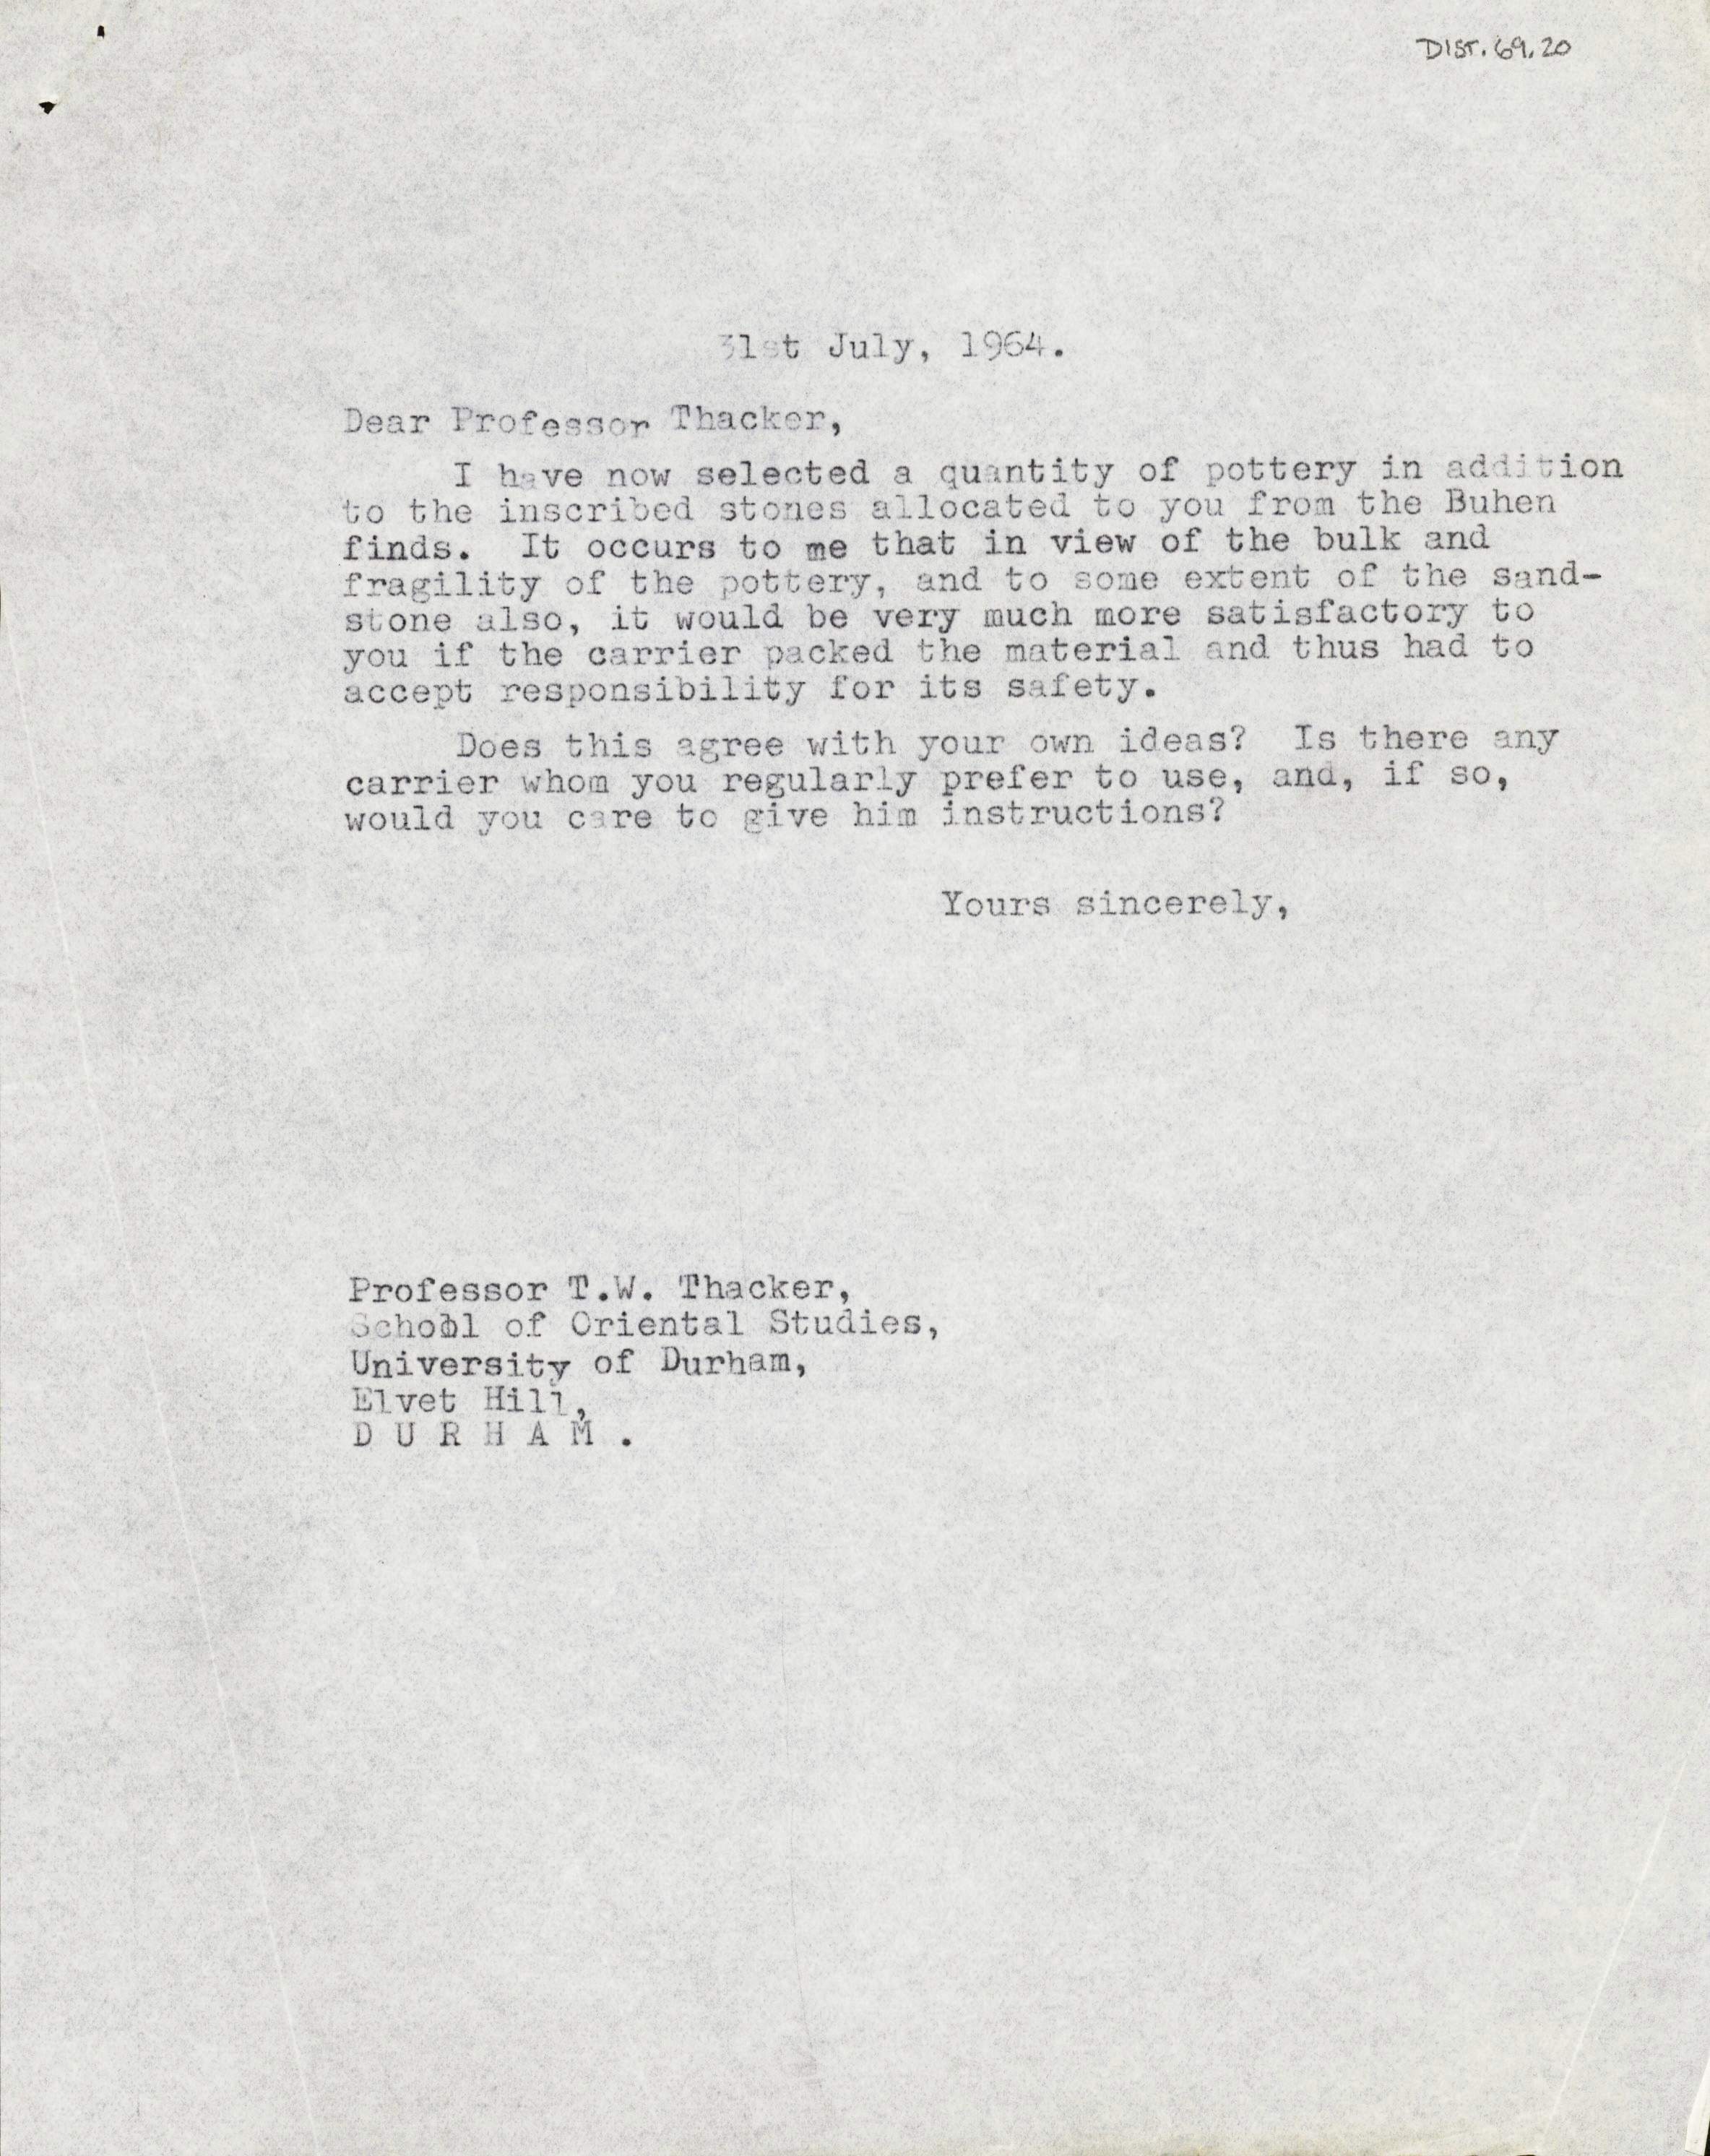 DIST.69.20
31st July, 1964.
Dear Professor Thacker,
I have now selected a quantity of pottery in addition
to the inscribed stones allocated to you from the Buhen
finds. It occurs to me that in view of the bulk and
fragility of the pottery, and to some extent of the sand-
stone also, it would be very much more satisfactory to
you if the carrier packed the material and thus had to
accept responsibility for its safety.
Does this agree with your own ideas? Is there any
carrier whom you regularly prefer to use, and, if so,
would you care to give him instructions?
Yours sincerely,
Professor T.W. Thacker,
School of Oriental Studies,
University of Durham,
Elvet Hill,
D U R H A M .